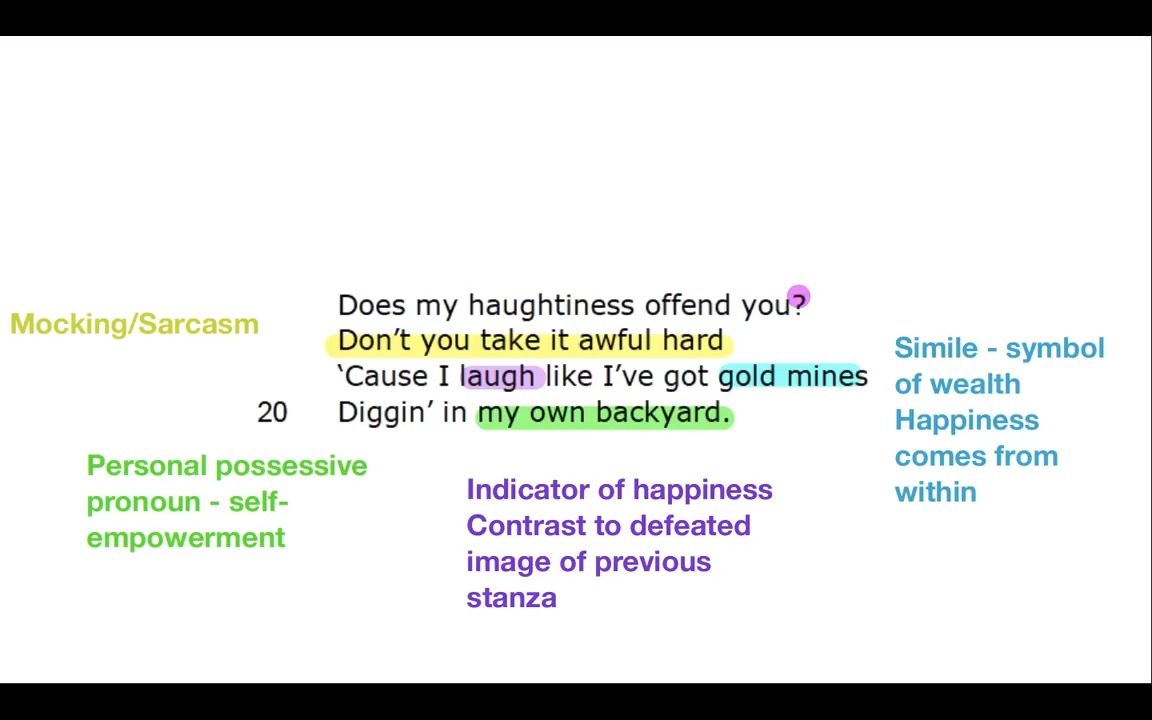 Mocking/Sarcasm
Does my haughtiness offend you?
Don't you take it awful hard
‘Cause I laugh like I've got gold mines
20 Diggin’ in my own backyard.
Simile - symbol
of wealth
Happiness
comes from
within
Personal possessive
pronoun - self-
empowerment
Indicator of happiness
Contrast to defeated
image of previous
stanza